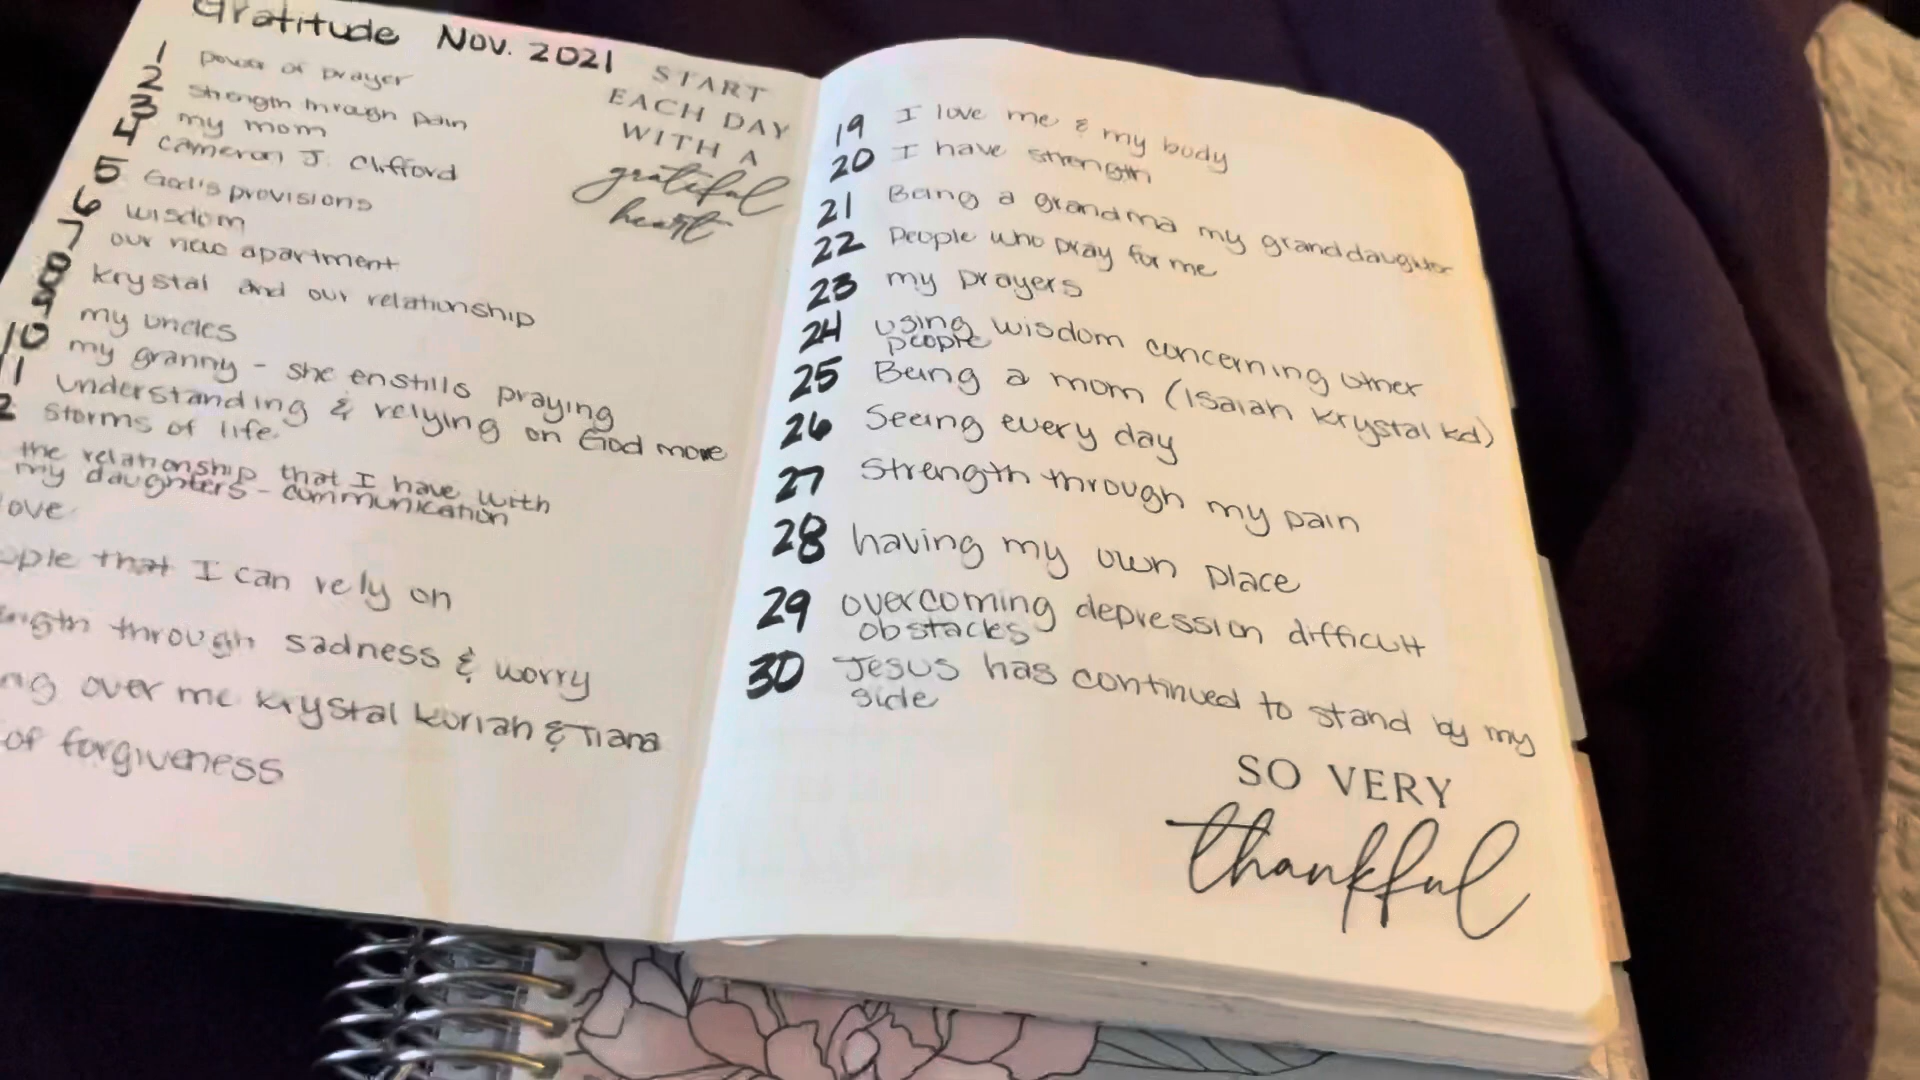 Gratitude Nov. 2021
START
EACH DAY
WITH A
grateful
heart
1 power of prayer
2 strength through pain
3 my mom
4 cameron J. Clifford
5 God's provisions
6 wisdom
7 our new apartment
8 krystal and our relationship
9 my uncles
10 my granny - she enstills praying
11 understanding & relying on God more
2 storms of life.
the relationship that I have with
my daughters - communication
ove
ople that I can rely on
ength through sadness & worry
ng over me krystal kuriah & Tiana
of forgiveness
19 I love me & my body
20 I have strength
21 Being a grandma my granddaughter
22 people who pray for me
23 my prayers
24 using wisdom concerning other
people
25 Being a mom (Isaiah krystal kd)
26 Seeing every day
27 Strength through my pain
28 having my own place
29 overcoming depression difficult
obstacles
30 Jesus has continued to stand by my
side
SO VERY
thankful